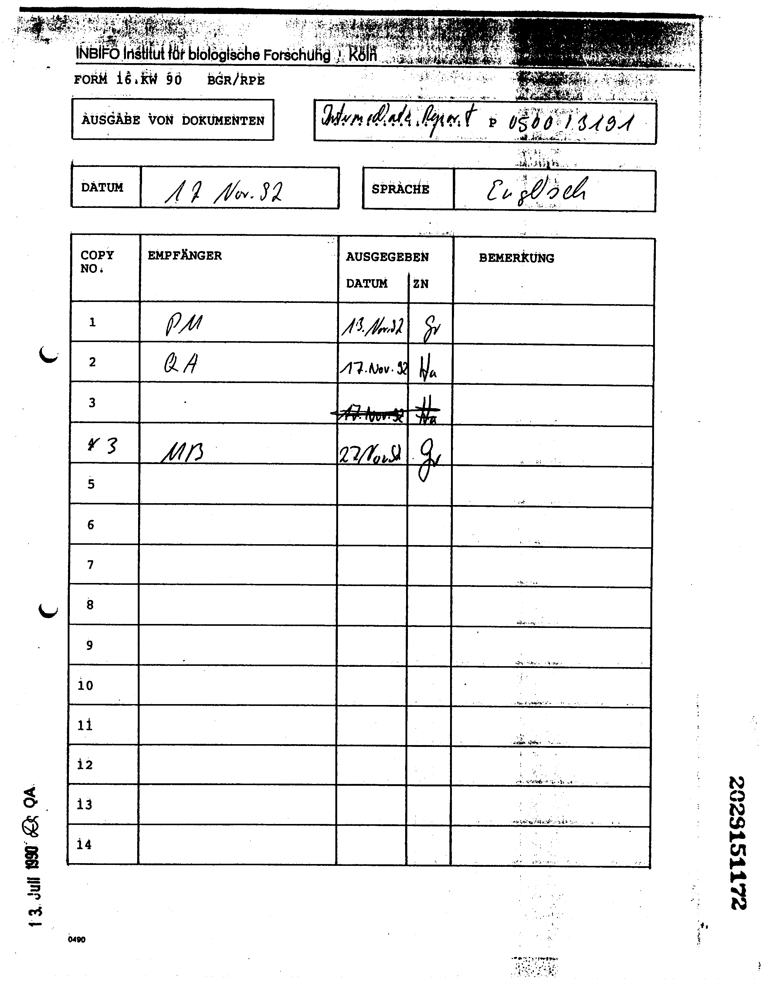 INBIFO Institut für biologische Forschung · Köln
FORM 16.KW 90 BGR/RPE
AUSGABE VON DOKUMENTEN
Intermediate Report P 0500/3191
DATUM 17 Nov. 92
SPRACHE Englisch
COPY NO. EMPFÄNGER AUSGEGEBEN BEMERKUNG
DATUM ZN
1 PM 13. Nov. 92 Gr
2 QA 17. Nov. 92 Ha
3 17. Nov. 92 Ha
4 3 MB 27 Nov 92 Gr
5
6
7
8
9
10
11
12
13
14
13. Juli 1990 QA
0490
2029151172